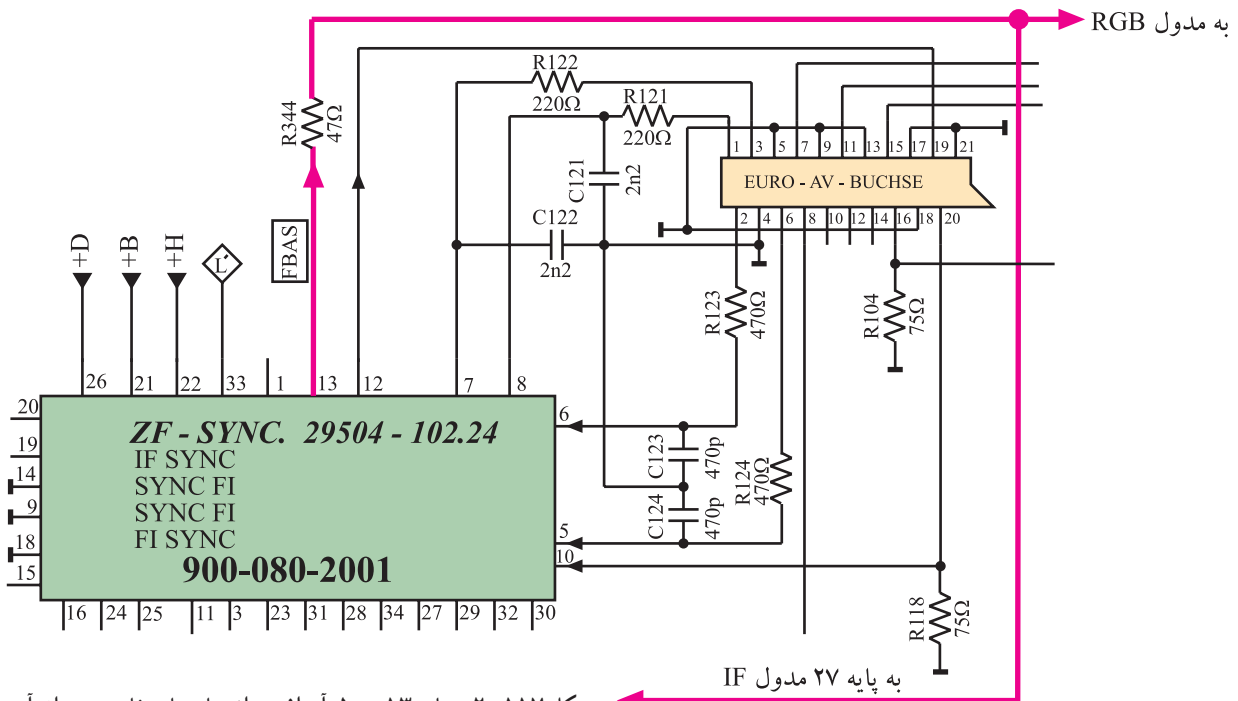 به مدول RGB
R122
220Ω
R121
220Ω
R344
47Ω
1 3 5 7 9 11 13 15 17 19 21
EURO - AV - BUCHSE
2 4 6 8 10 12 14 16 18 20
C121
2n2
C122
2n2
+D
+B
+H
L'
FBAS
R123
470Ω
R104
75Ω
26 21 22 33 1 13 12 7 8
20
19
14
9
18
15
ZF - SYNC. 29504 - 102.24
IF SYNC
SYNC FI
SYNC FI
FI SYNC
900-080-2001
6
5
10
C123
470p
C124
470p
R124
470Ω
16 24 25 11 3 23 31 28 34 27 29 32 30
R118
75Ω
به پایه ۲۷ مدول IF